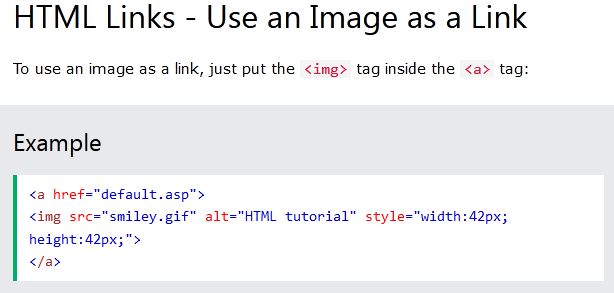 HTML Links - Use an Image as a Link
To use an image as a link, just put the <img> tag inside the <a> tag:
Example
<a href="default.asp">
<img src="smiley.gif" alt="HTML tutorial" style="width:42px;
height:42px;">
</a>